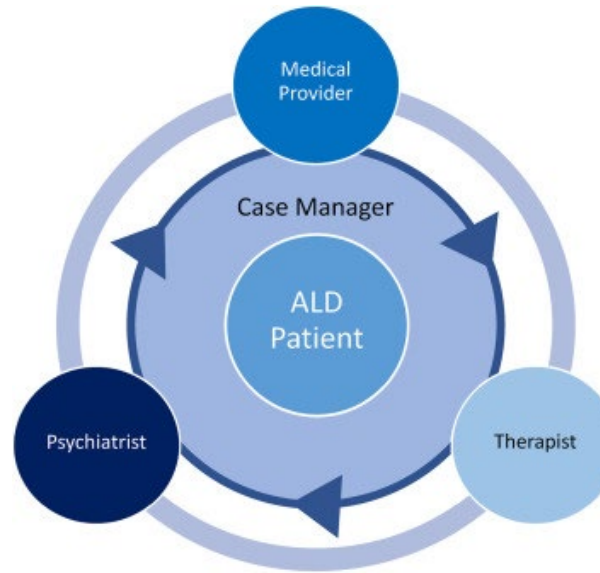 Medical
Provider
Case Manager
ALD
Patient
Psychiatrist
Therapist